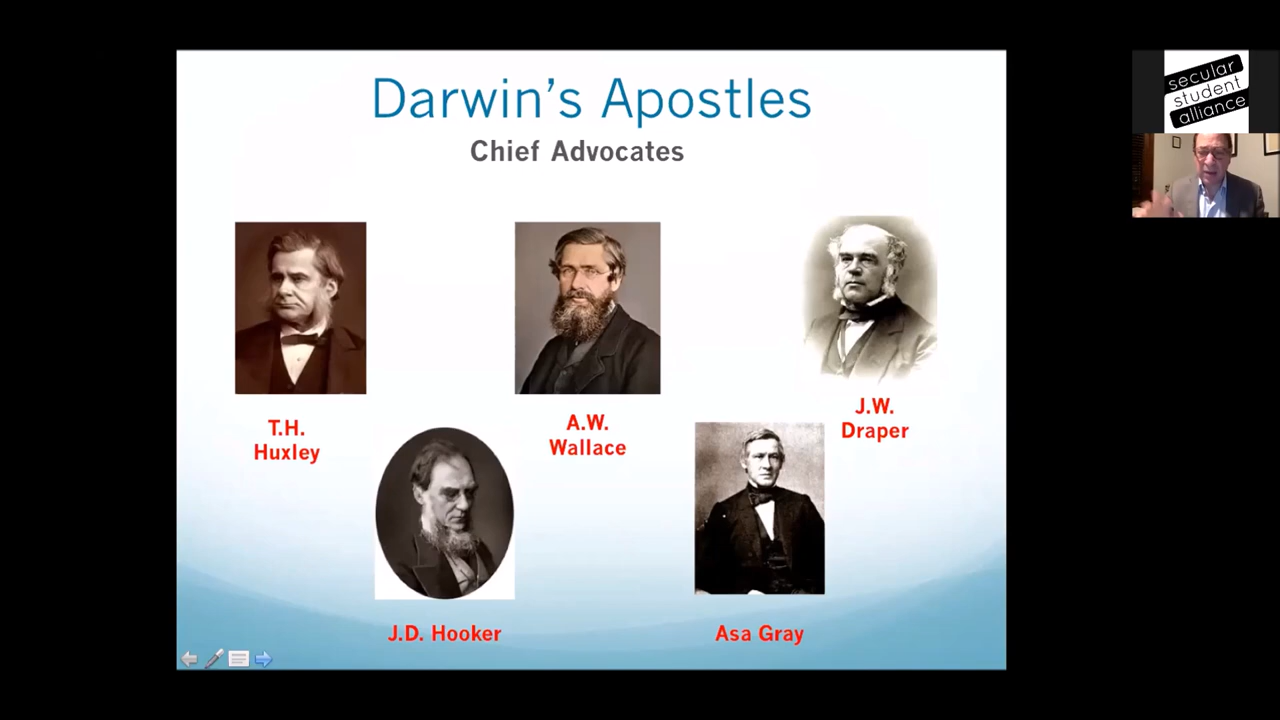 Darwin's Apostles
Chief Advocates
T.H.
Huxley
A.W.
Wallace
J.W.
Draper
J.D. Hooker
Asa Gray
secular
student
alliance